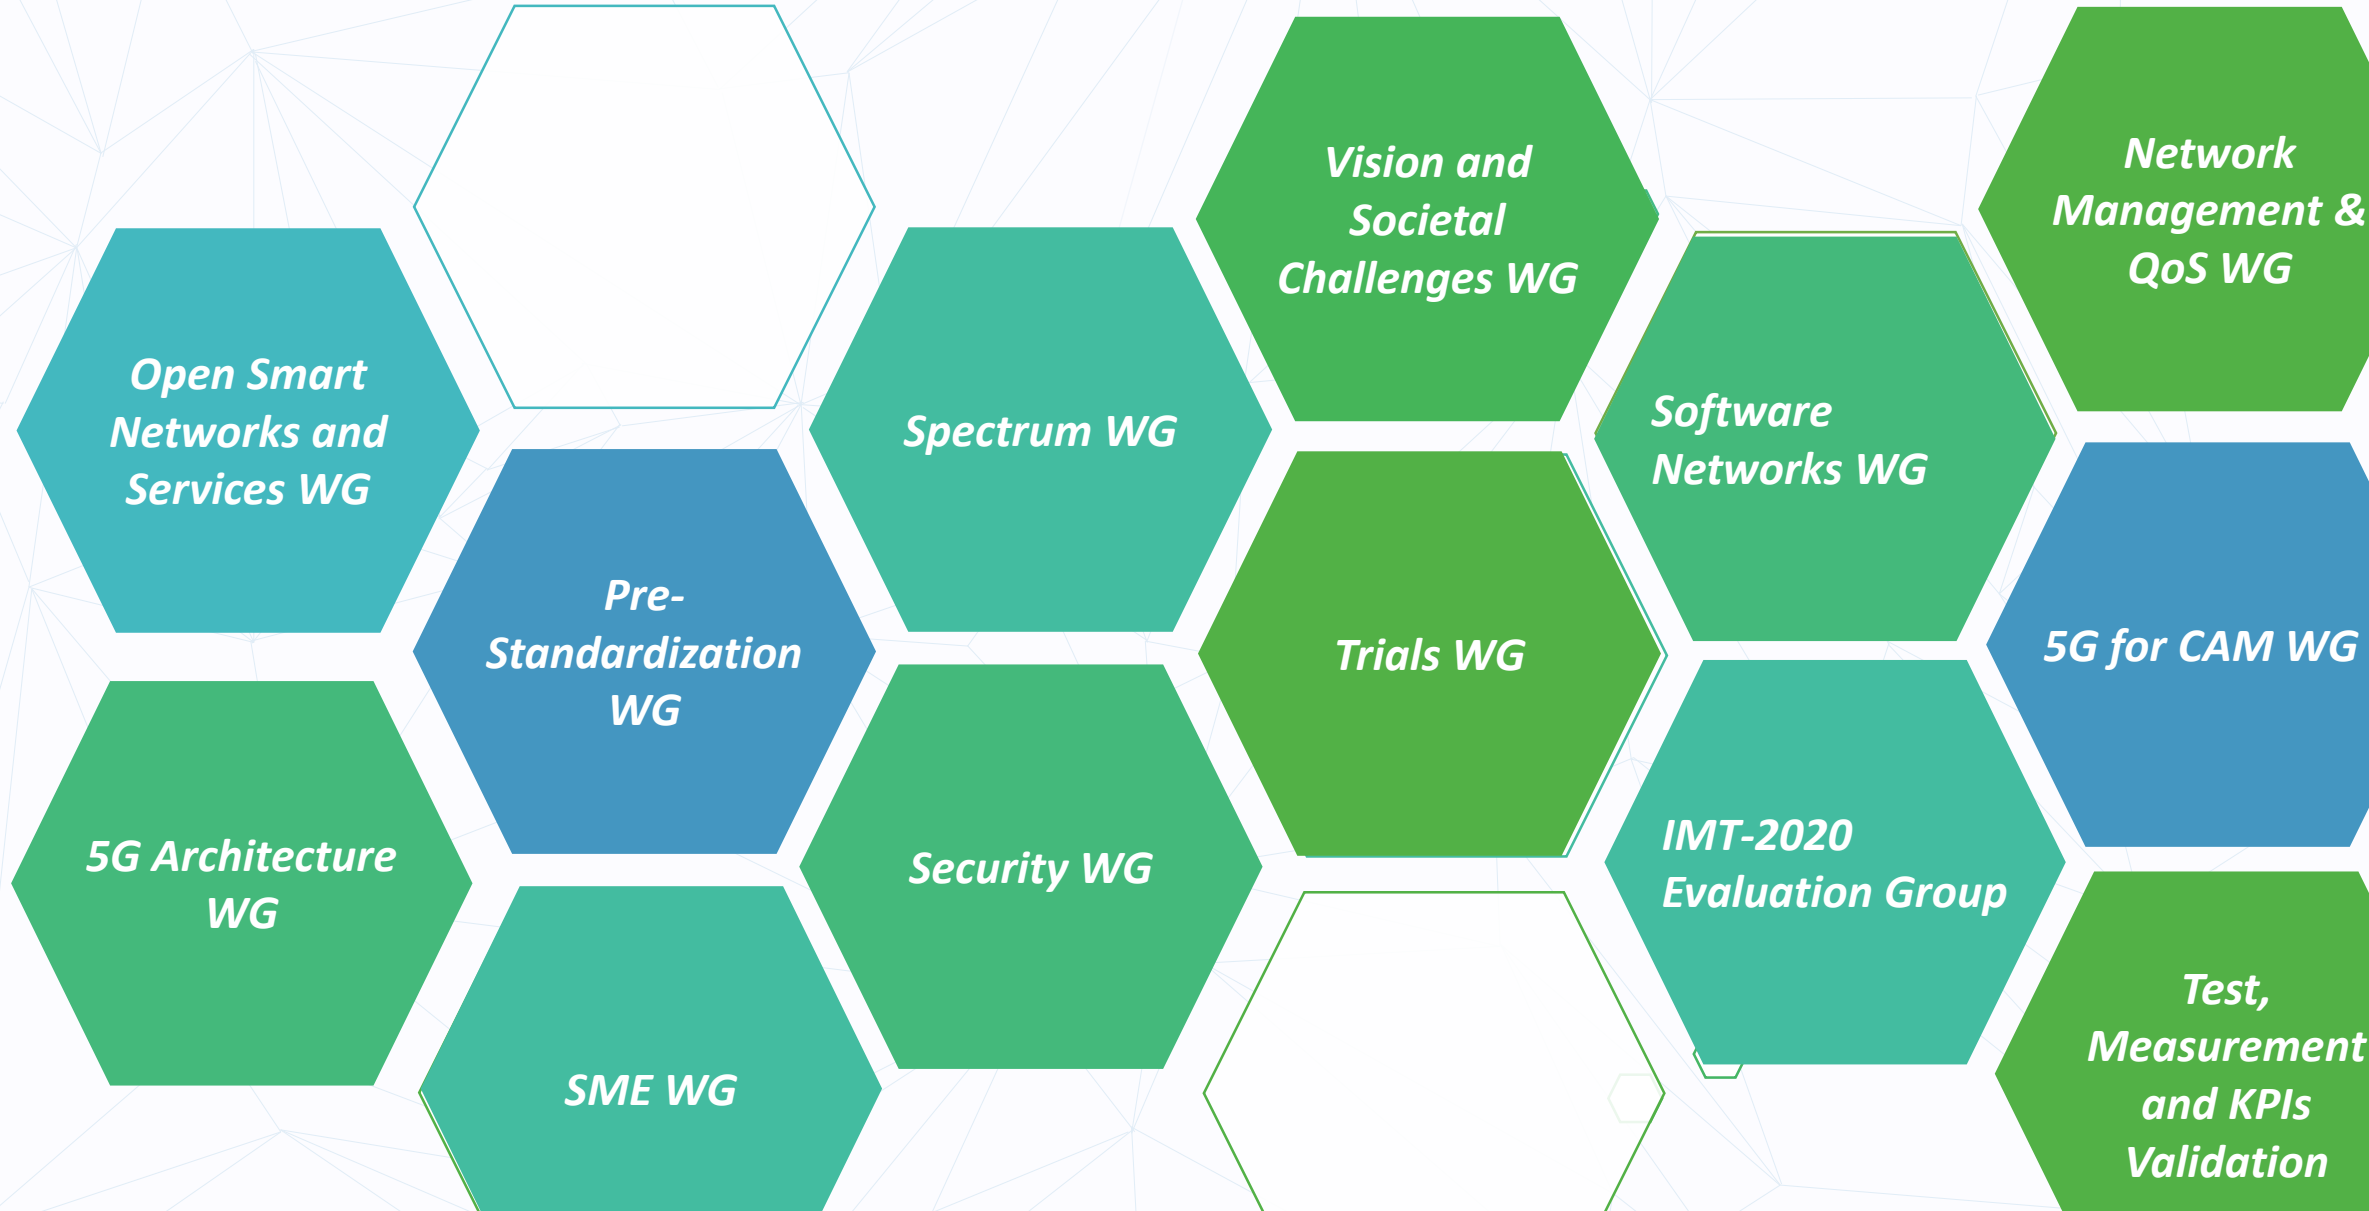 Open Smart
Networks and
Services WG
5G Architecture
WG
Pre-
Standardization
WG
SME WG
Spectrum WG
Security WG
Vision and
Societal
Challenges WG
Trials WG
Software
Networks WG
IMT-2020
Evaluation Group
Network
Management &
QoS WG
5G for CAM WG
Test,
Measurement
and KPIs
Validation